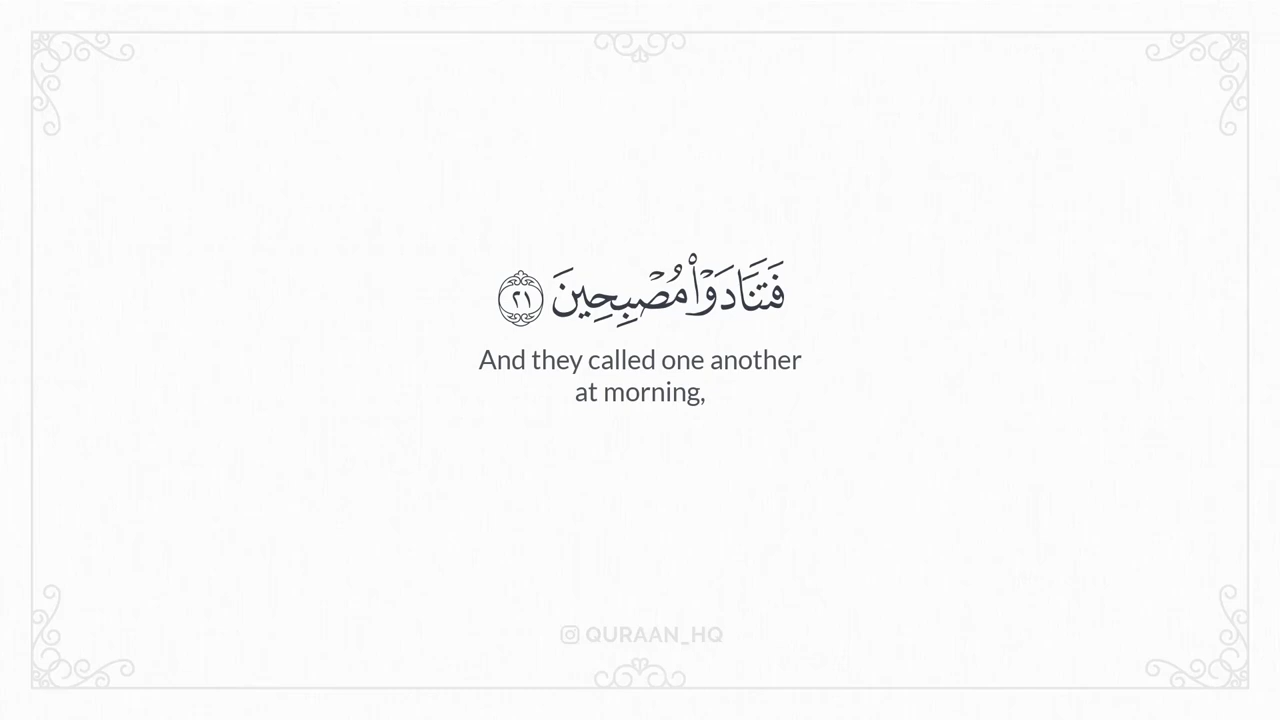 فَتَنَادَوْا۟ مُصْبِحِينَ ٢١
And they called one another
at morning,
QURAAN_HQ